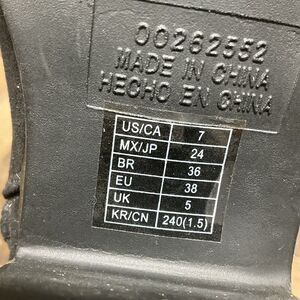 00262552
MADE IN CHINA
HECHO EN CHINA
US/CA 7
MX/JP 24
BR 36
EU 38
UK 5
KR/CN 240(1.5)